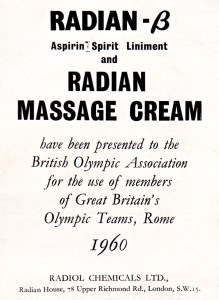 RADIAN-β
Aspirin Spirit Liniment
and
RADIAN
MASSAGE CREAM
have been presented to the
British Olympic Association
for the use of members
of Great Britain's
Olympic Teams, Rome
1960
RADIOL CHEMICALS LTD.,
Radian House, 78 Upper Richmond Rd., London, S.W.15.